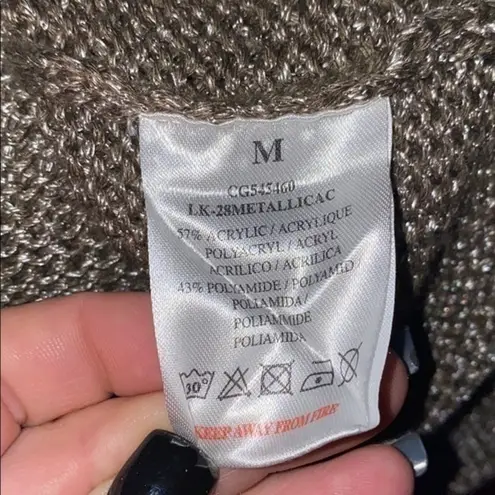 M
CG545460
LK-28METALLICAC
57% ACRYLIC / ACRYLIQUE
POLYACRYL / ACRYL
ACRILICO / ACRILICA
43% POLYAMIDE / POLYAMID
POLIAMIDA /
POLIAMMIDE
POLIAMIDA
30°
KEEP AWAY FROM FIRE